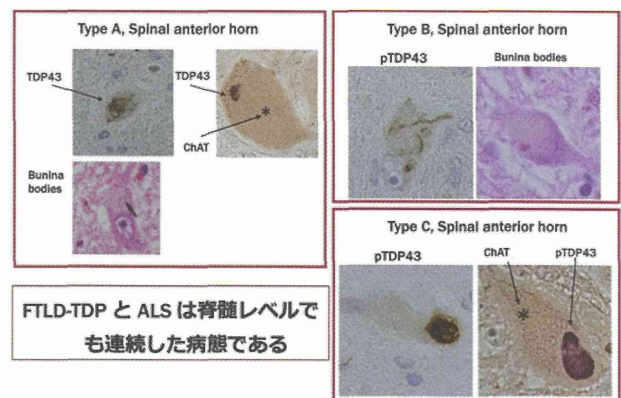 Type A, Spinal anterior horn
TDP43
TDP43
*
ChAT
Bunina
bodies
Type B, Spinal anterior horn
pTDP43
Bunina bodies
Type C, Spinal anterior horn
pTDP43
ChAT
pTDP43
*
FTLD-TDP と ALS は脊髄レベルで
も連続した病態である